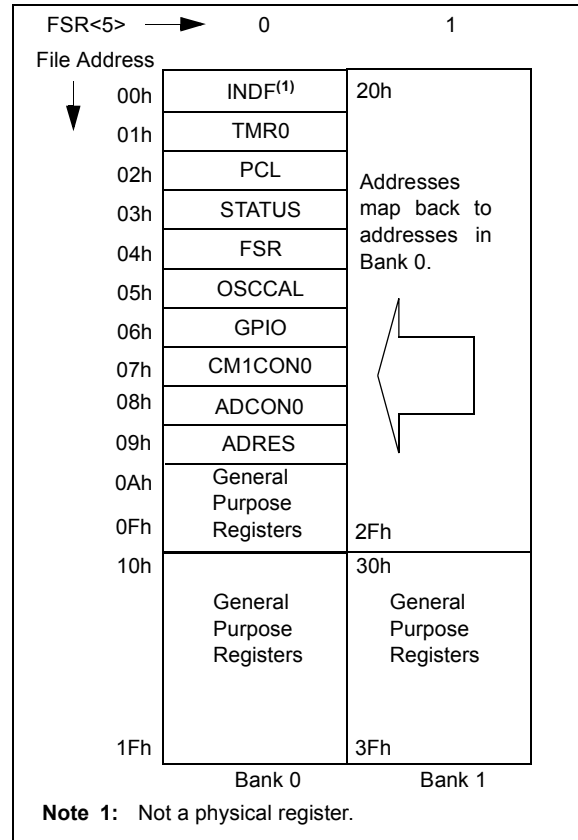 FSR<5> 0 1
File Address
00h INDF(1) 20h
01h TMR0
02h PCL
03h STATUS
04h FSR
05h OSCCAL
06h GPIO
07h CM1CON0
08h ADCON0
09h ADRES
Addresses
map back to
addresses in
Bank 0.
0Ah General
Purpose
0Fh Registers 2Fh
10h 30h
General
Purpose
Registers
General
Purpose
Registers
1Fh 3Fh
Bank 0 Bank 1
Note 1: Not a physical register.